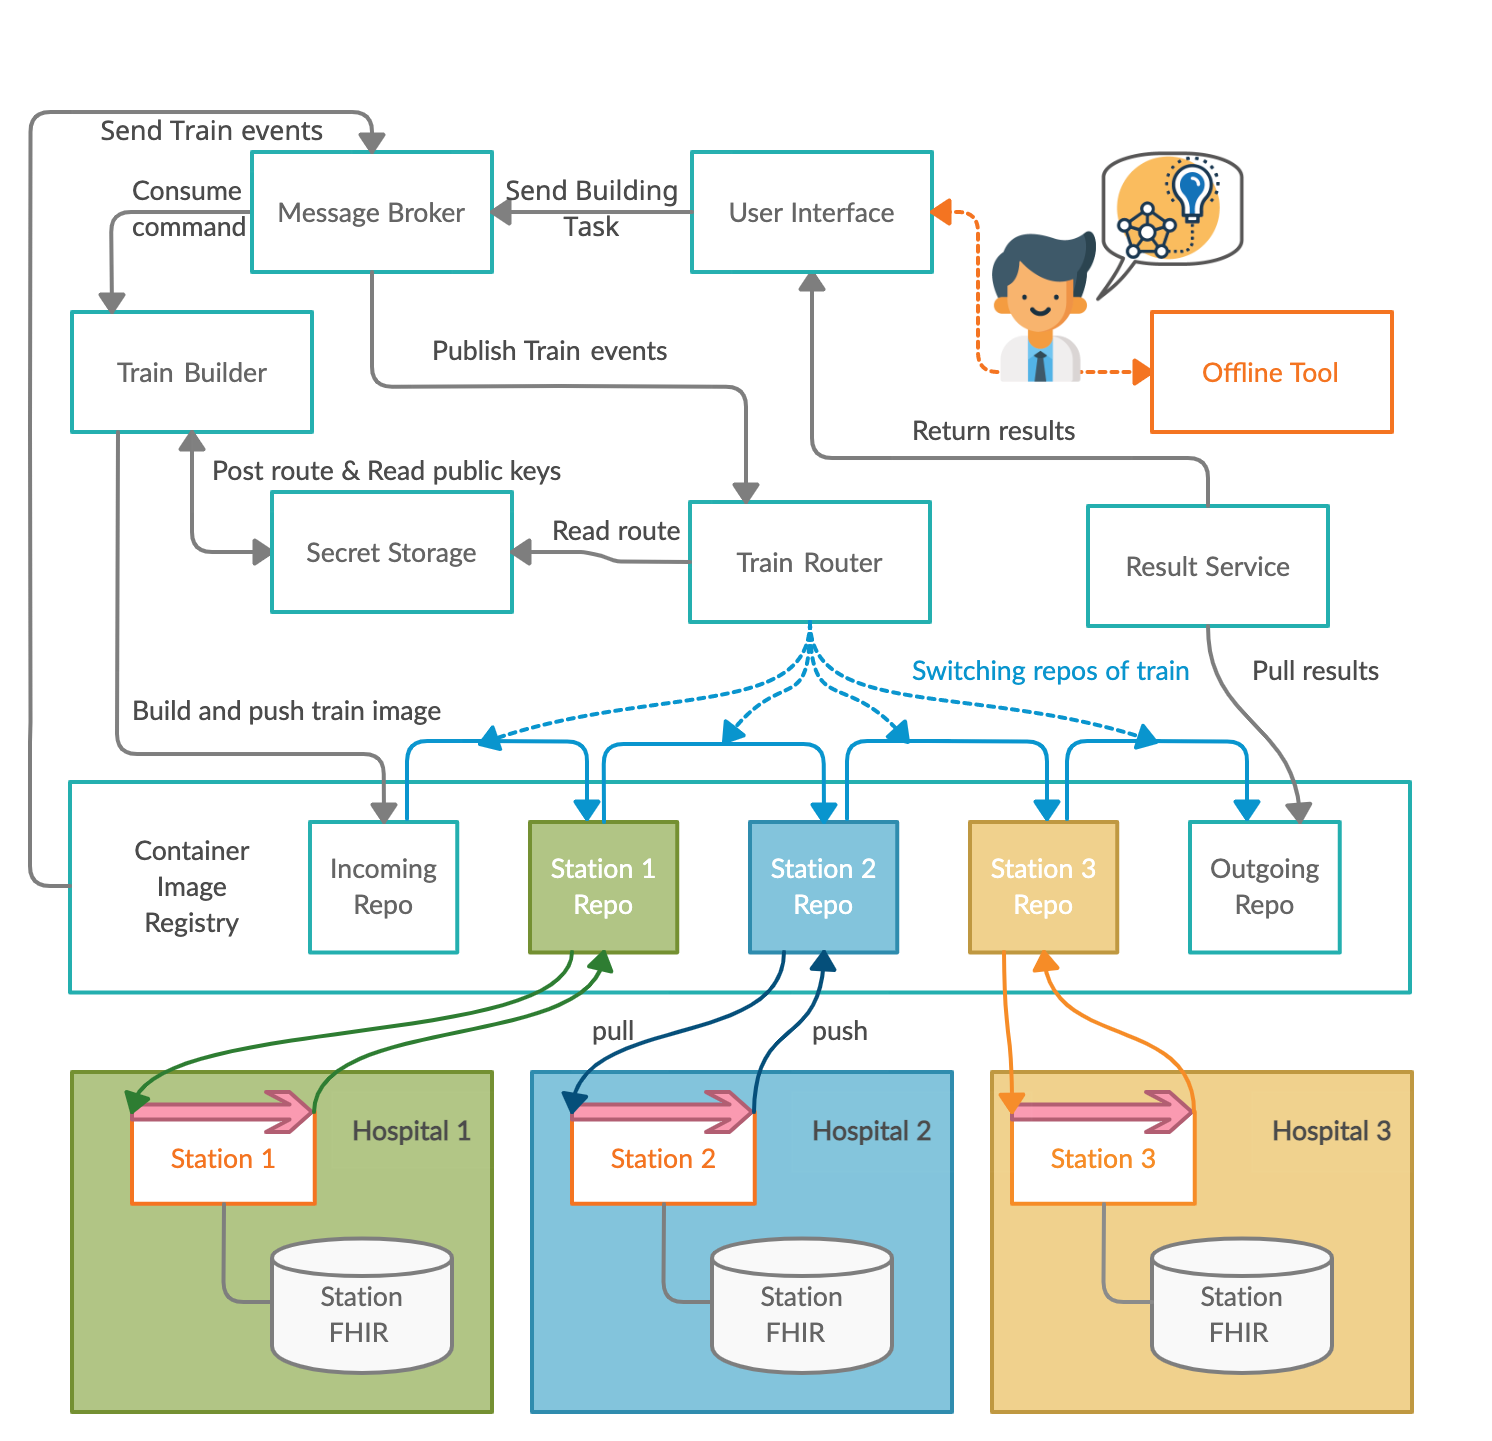 Send Train events
Consume
command
Message Broker
Send Building
Task
User Interface
Train Builder
Publish Train events
Offline Tool
Return results
Post route & Read public keys
Secret Storage
Read route
Train Router
Result Service
Switching repos of train
Pull results
Build and push train image
Container
Image
Registry
Incoming
Repo
Station 1
Repo
Station 2
Repo
Station 3
Repo
Outgoing
Repo
pull
push
Hospital 1
Station 1
Hospital 2
Station 2
Hospital 3
Station 3
Station
FHIR
Station
FHIR
Station
FHIR